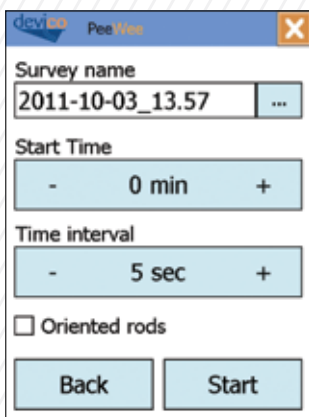 devico PeeWee X
Survey name
2011-10-03_13.57 ...
Start Time
- 0 min +
Time interval
- 5 sec +
Oriented rods
Back Start